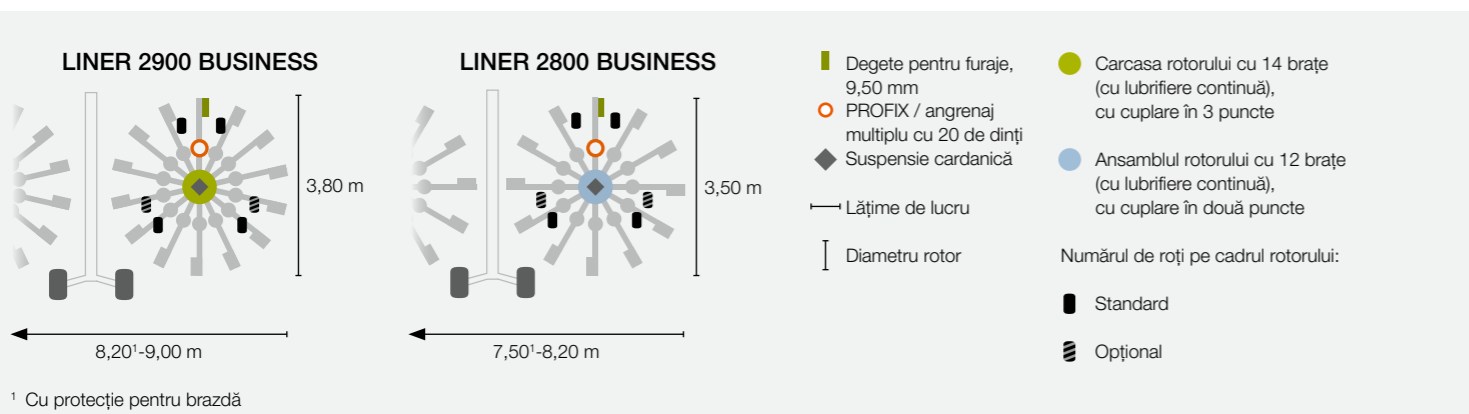 LINER 2900 BUSINESS
3,80 m
8,20¹-9,00 m
LINER 2800 BUSINESS
3,50 m
7,50¹-8,20 m
Degete pentru furaje,
9,50 mm
PROFIX / angrenaj
multiplu cu 20 de dinți
Suspensie cardanică
Lățime de lucru
Diametru rotor
Carcasa rotorului cu 14 brațe
(cu lubrifiere continuă),
cu cuplare în 3 puncte
Ansamblul rotorului cu 12 brațe
(cu lubrifiere continuă),
cu cuplare în două puncte
Numărul de roți pe cadrul rotorului:
Standard
Opțional
¹ Cu protecție pentru brazdă